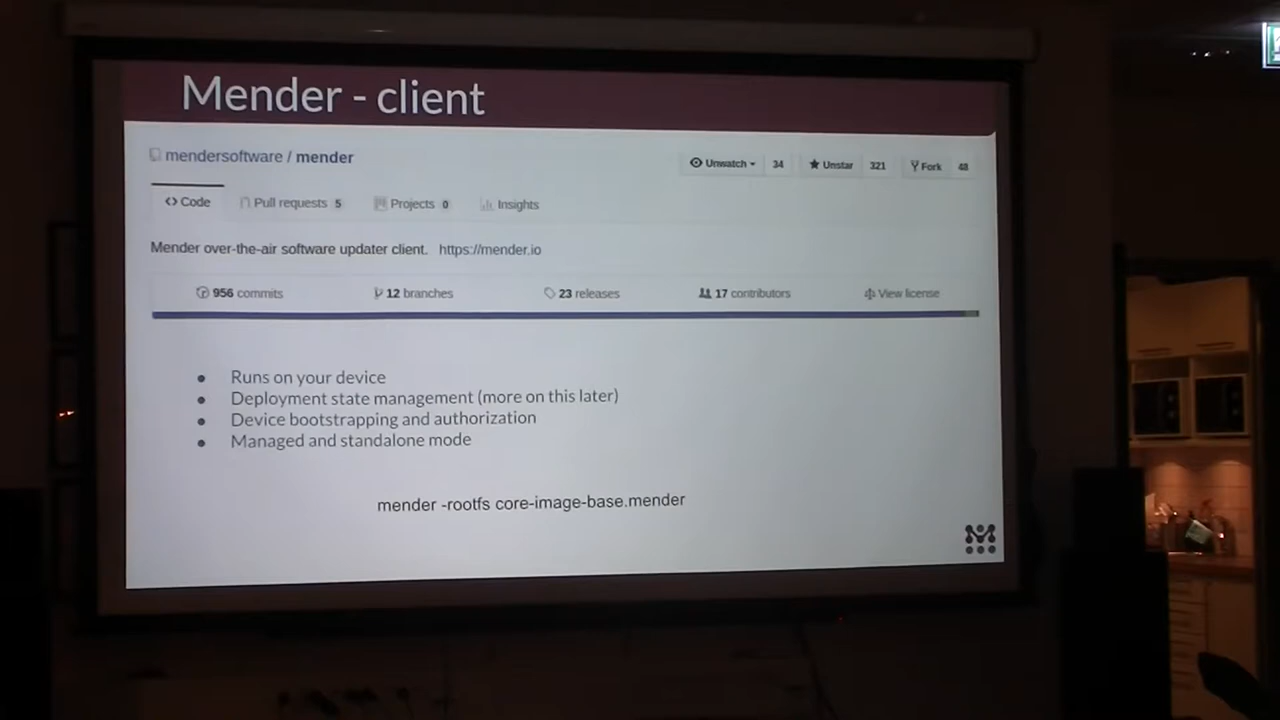 Mender - client
mendersoftware / mender
Unwatch 34 Unstar 321 Fork 48
Code Pull requests 5 Projects 0 Insights
Mender over-the-air software updater client. https://mender.io
956 commits 12 branches 23 releases 17 contributors View license
● Runs on your device
● Deployment state management (more on this later)
● Device bootstrapping and authorization
● Managed and standalone mode
mender -rootfs core-image-base.mender